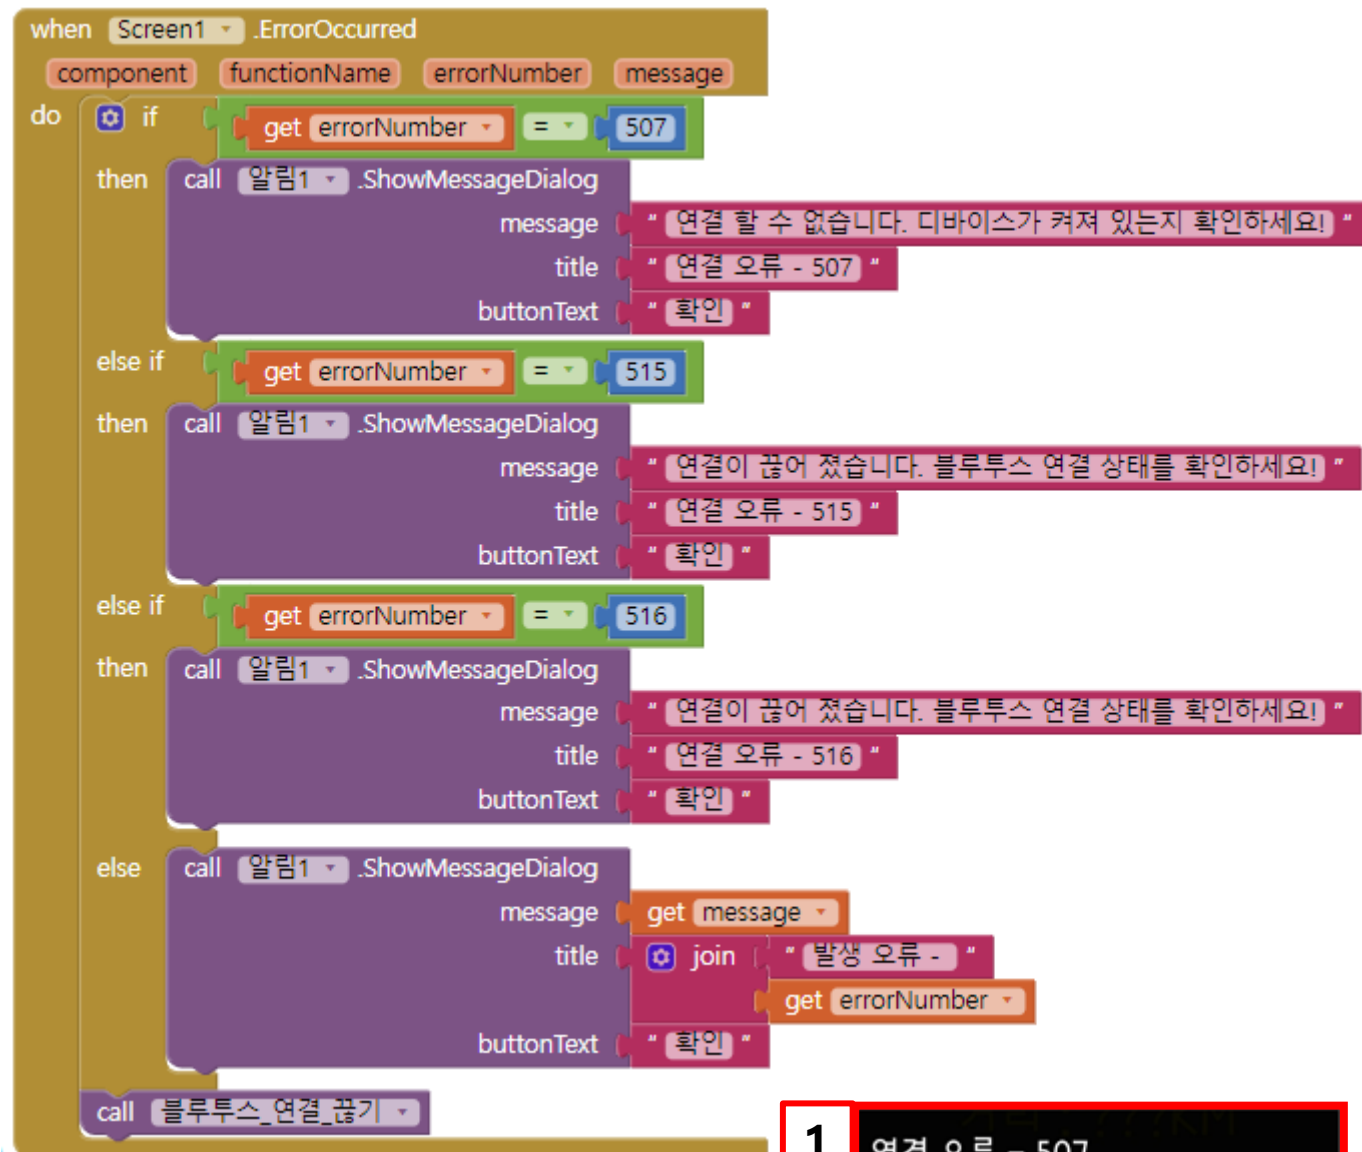 when Screen1 .ErrorOccurred
component functionName errorNumber message
do if get errorNumber = 507
then call 알림1 .ShowMessageDialog
message " 연결 할 수 없습니다. 디바이스가 켜져 있는지 확인하세요! "
title " 연결 오류 - 507 "
buttonText " 확인 "
else if get errorNumber = 515
then call 알림1 .ShowMessageDialog
message " 연결이 끊어 졌습니다. 블루투스 연결 상태를 확인하세요! "
title " 연결 오류 - 515 "
buttonText " 확인 "
else if get errorNumber = 516
then call 알림1 .ShowMessageDialog
message " 연결이 끊어 졌습니다. 블루투스 연결 상태를 확인하세요! "
title " 연결 오류 - 516 "
buttonText " 확인 "
else call 알림1 .ShowMessageDialog
message get message
title join " 발생 오류 - "
get errorNumber
buttonText " 확인 "
call 블루투스_연결_끊기
1
연결 오류 - 507